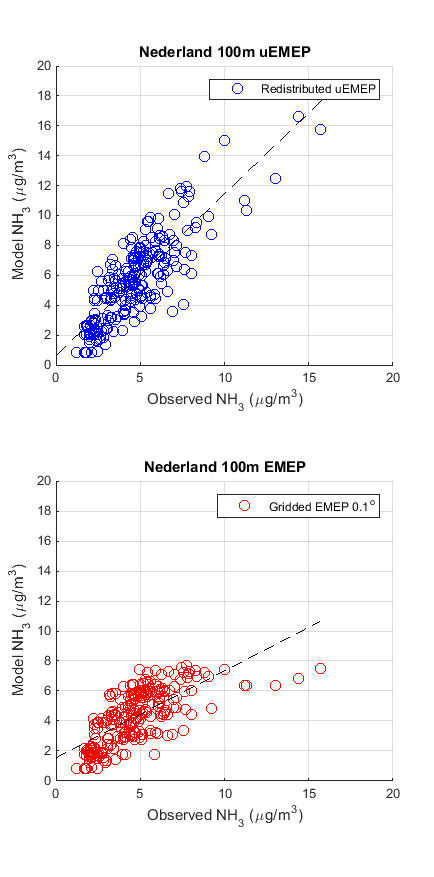 Nederland 100m uEMEP
20
18
16
14
12
10
8
6
4
2
0
Model NH3 (μg/m3)
Redistributed uEMEP
0 5 10 15 20
Observed NH3 (μg/m3)
Nederland 100m EMEP
20
18
16
14
12
10
8
6
4
2
0
Model NH3 (μg/m3)
Gridded EMEP 0.1°
0 5 10 15 20
Observed NH3 (μg/m3)